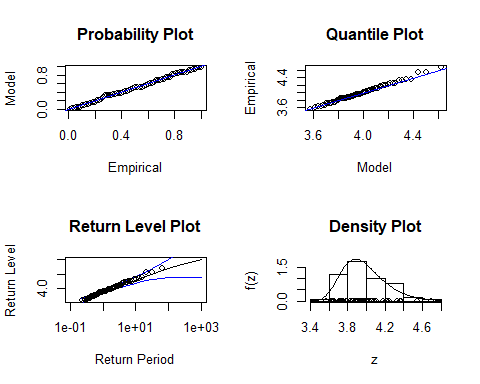 Probability Plot
Model
0.0 0.8
0.0 0.4 0.8
Empirical
Quantile Plot
Empirical
3.6 4.4
3.6 4.0 4.4
Model
Return Level Plot
Return Level
4.0
1e-01 1e+01 1e+03
Return Period
Density Plot
f(z)
0.0 1.5
3.4 3.8 4.2 4.6
z